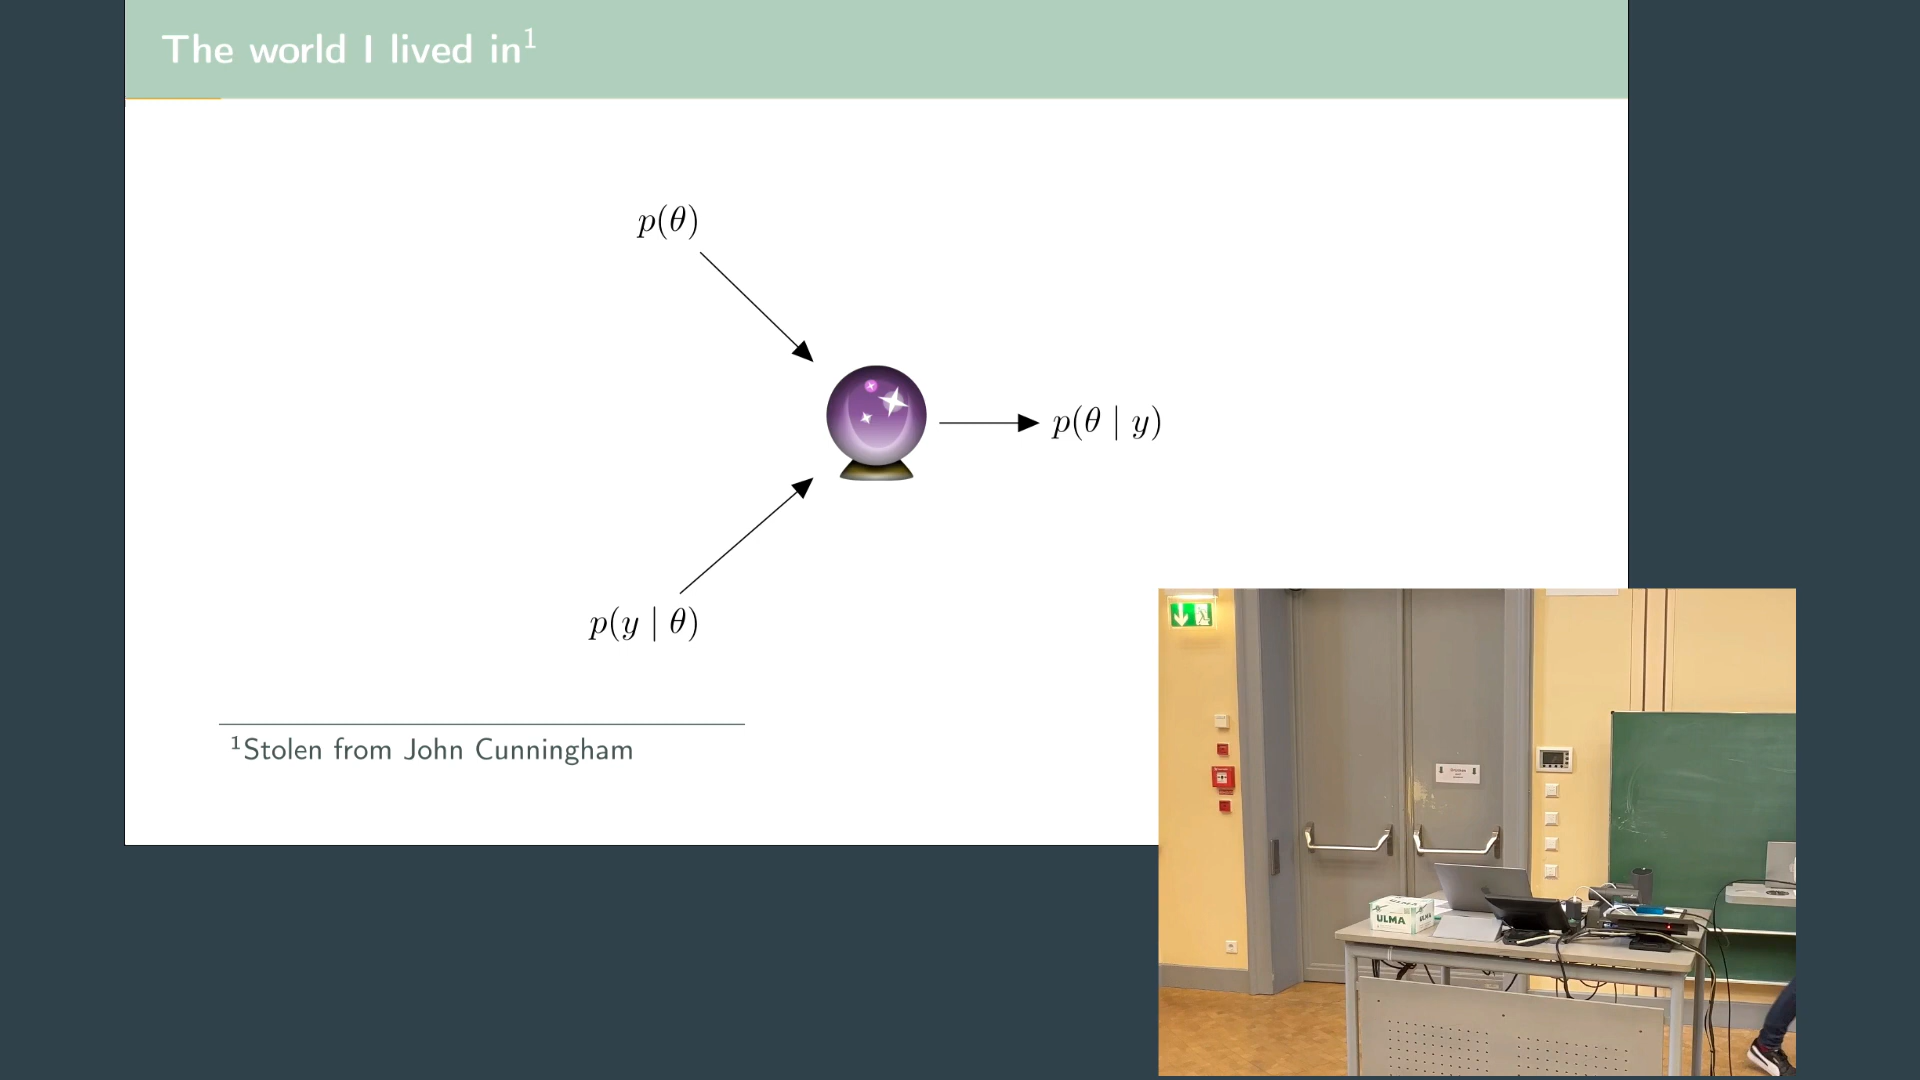 The world I lived in¹
p(θ)
p(θ | y)
p(y | θ)
¹Stolen from John Cunningham
ULMA